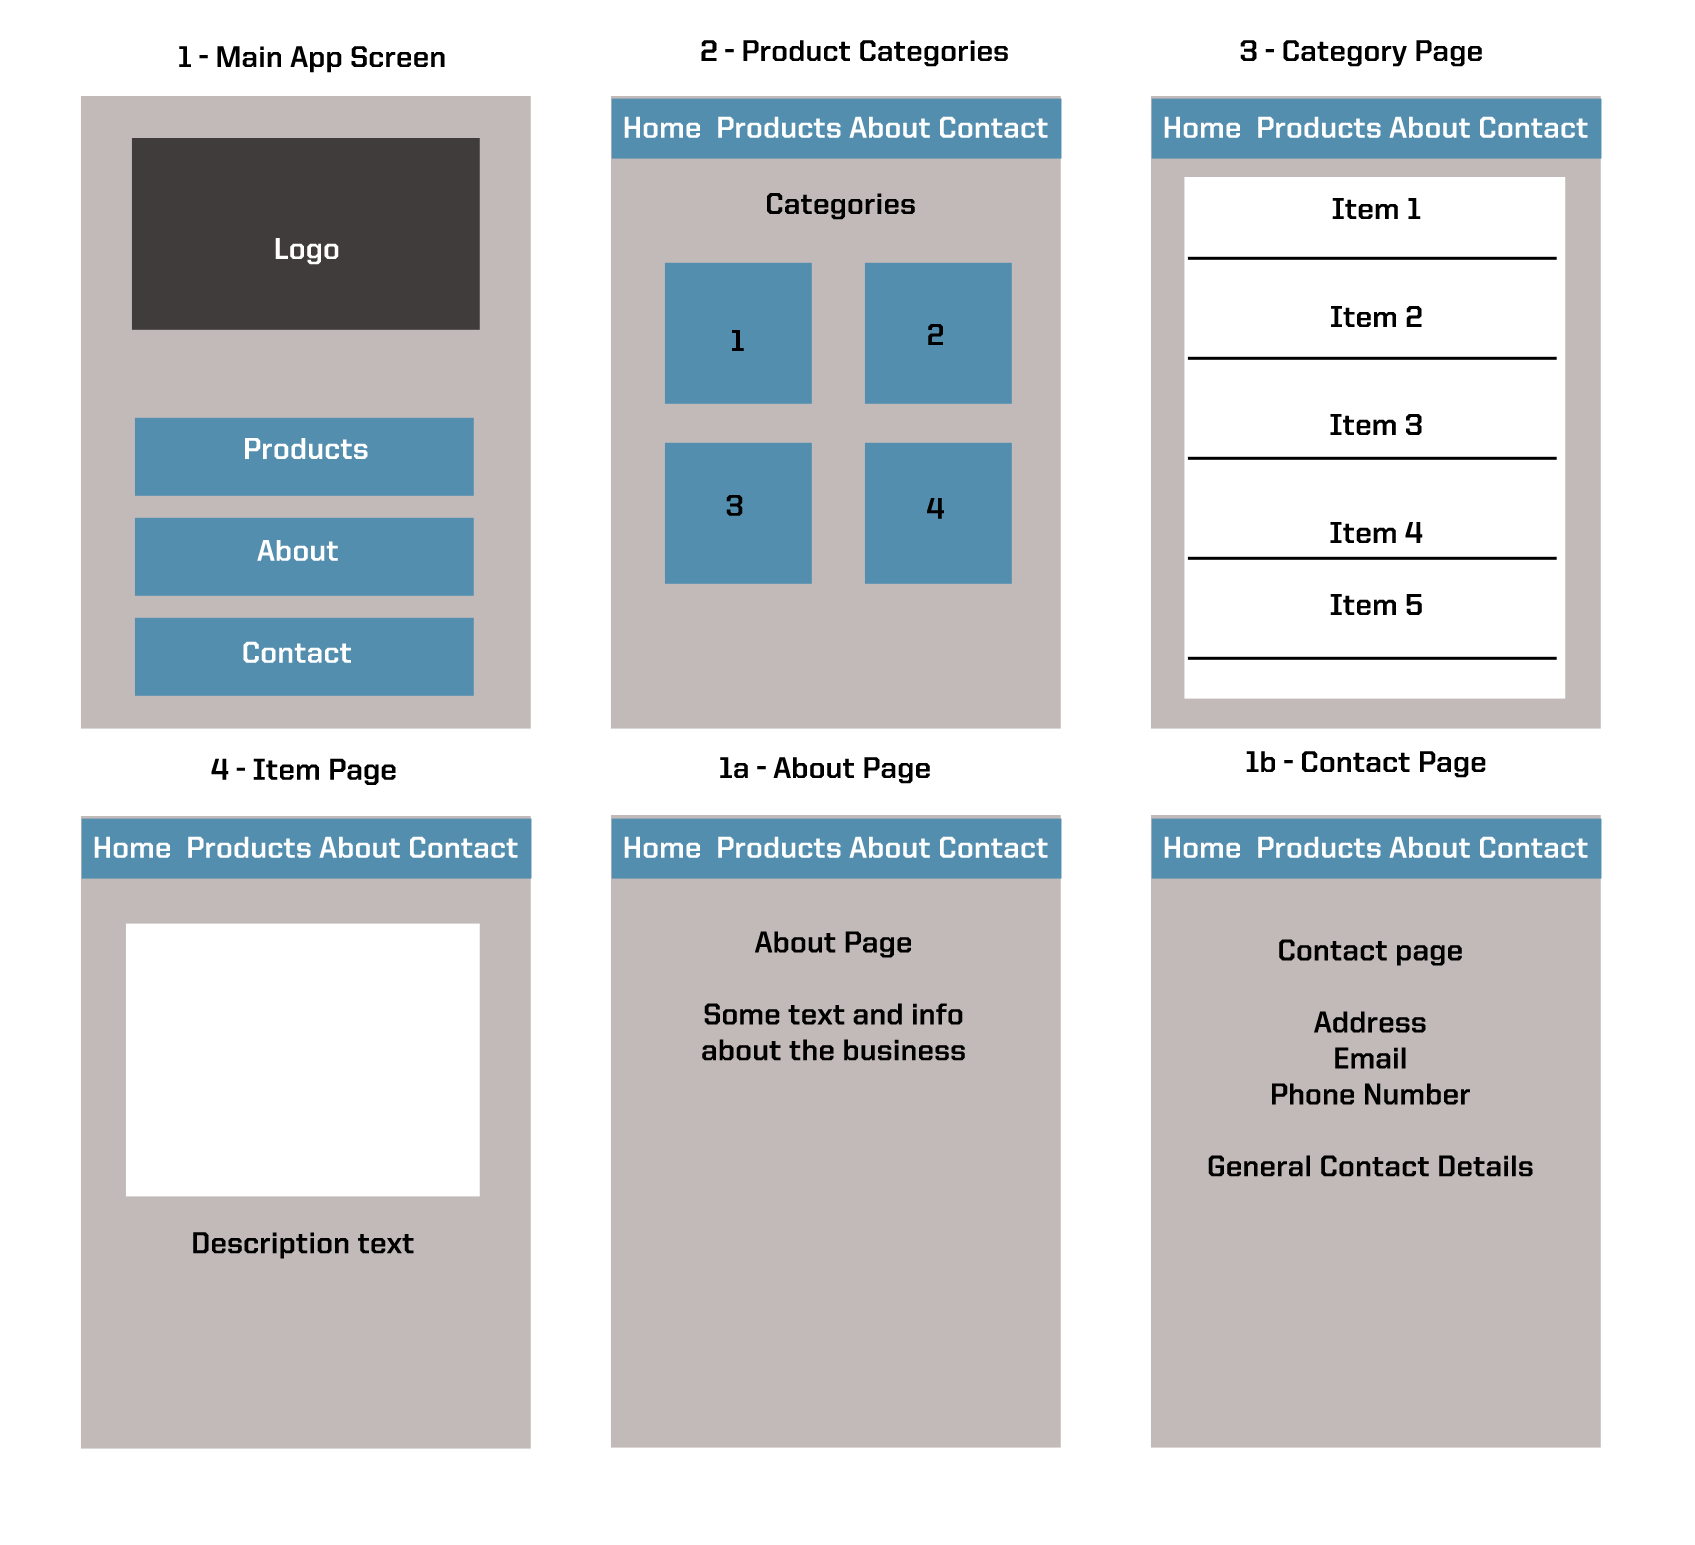 1 - Main App Screen
Logo
Products
About
Contact
2 - Product Categories
Home Products About Contact
Categories
1
2
3
4
3 - Category Page
Home Products About Contact
Item 1
Item 2
Item 3
Item 4
Item 5
4 - Item Page
Home Products About Contact
Description text
1a - About Page
Home Products About Contact
About Page
Some text and info
about the business
1b - Contact Page
Home Products About Contact
Contact page
Address
Email
Phone Number
General Contact Details